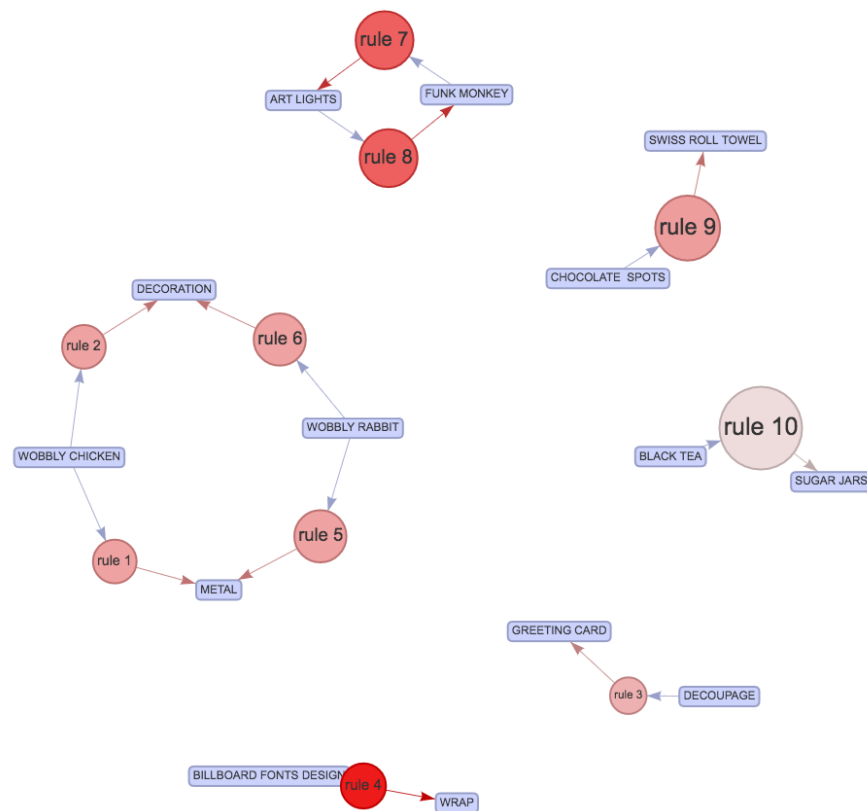 rule 7
ART LIGHTS
FUNK MONKEY
rule 8
SWISS ROLL TOWEL
rule 9
CHOCOLATE  SPOTS
DECORATION
rule 2
rule 6
WOBBLY RABBIT
WOBBLY CHICKEN
rule 10
BLACK TEA
SUGAR JARS
rule 5
rule 1
METAL
GREETING CARD
rule 3
DECOUPAGE
BILLBOARD FONTS DESIGN
rule 4
WRAP